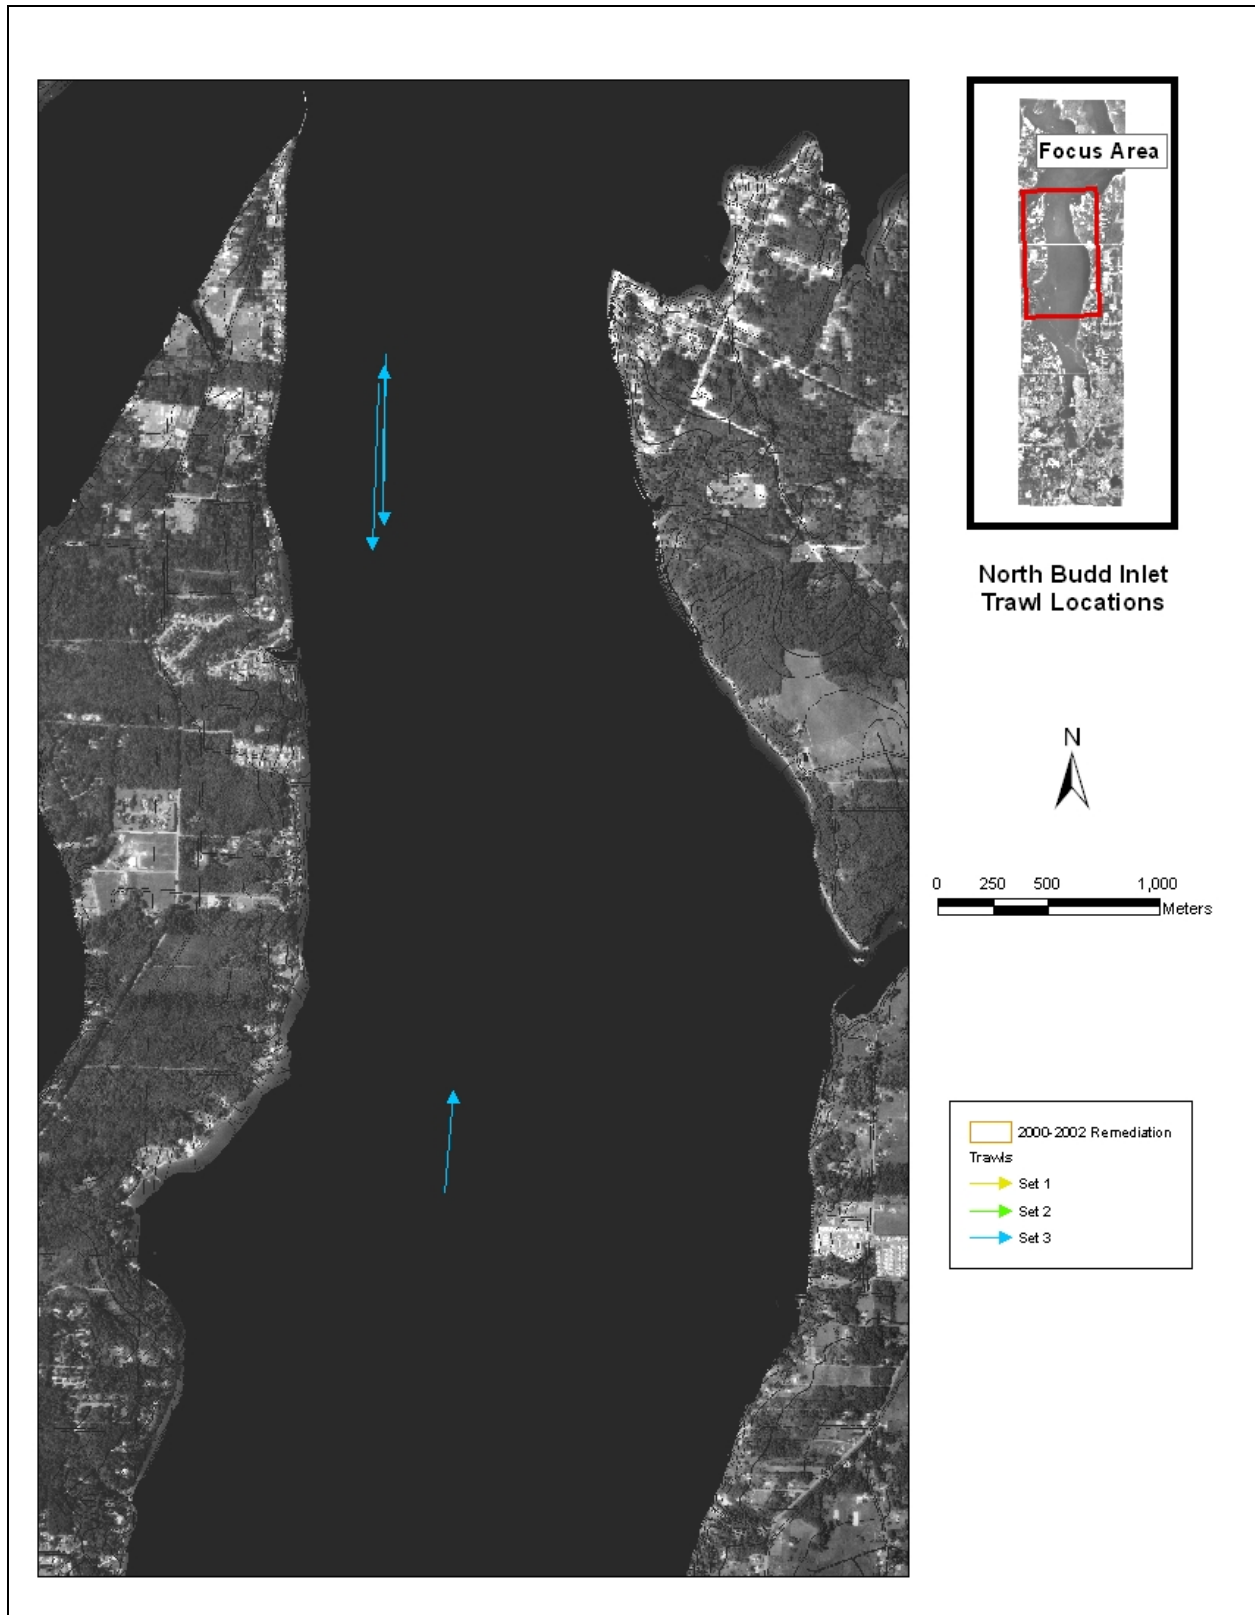 Focus Area
North Budd Inlet
Trawl Locations
N
0 250 500 1,000
Meters
2000-2002 Remediation
Trawls
Set 1
Set 2
Set 3